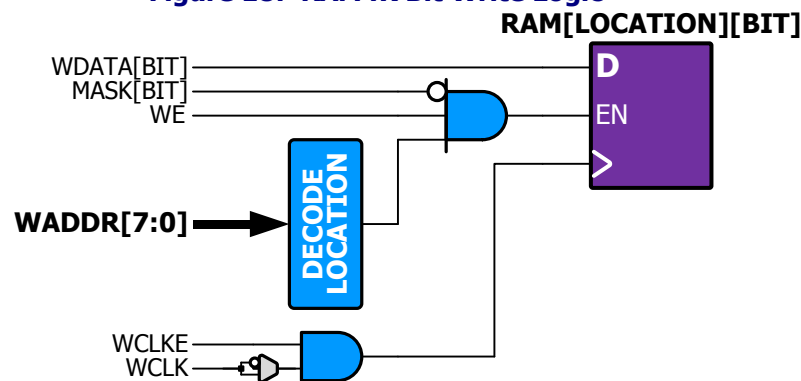 RAM[LOCATION][BIT]
WDATA[BIT]
MASK[BIT]
WE
D
EN
DECODE
LOCATION
WADDR[7:0]
WCLKE
WCLK